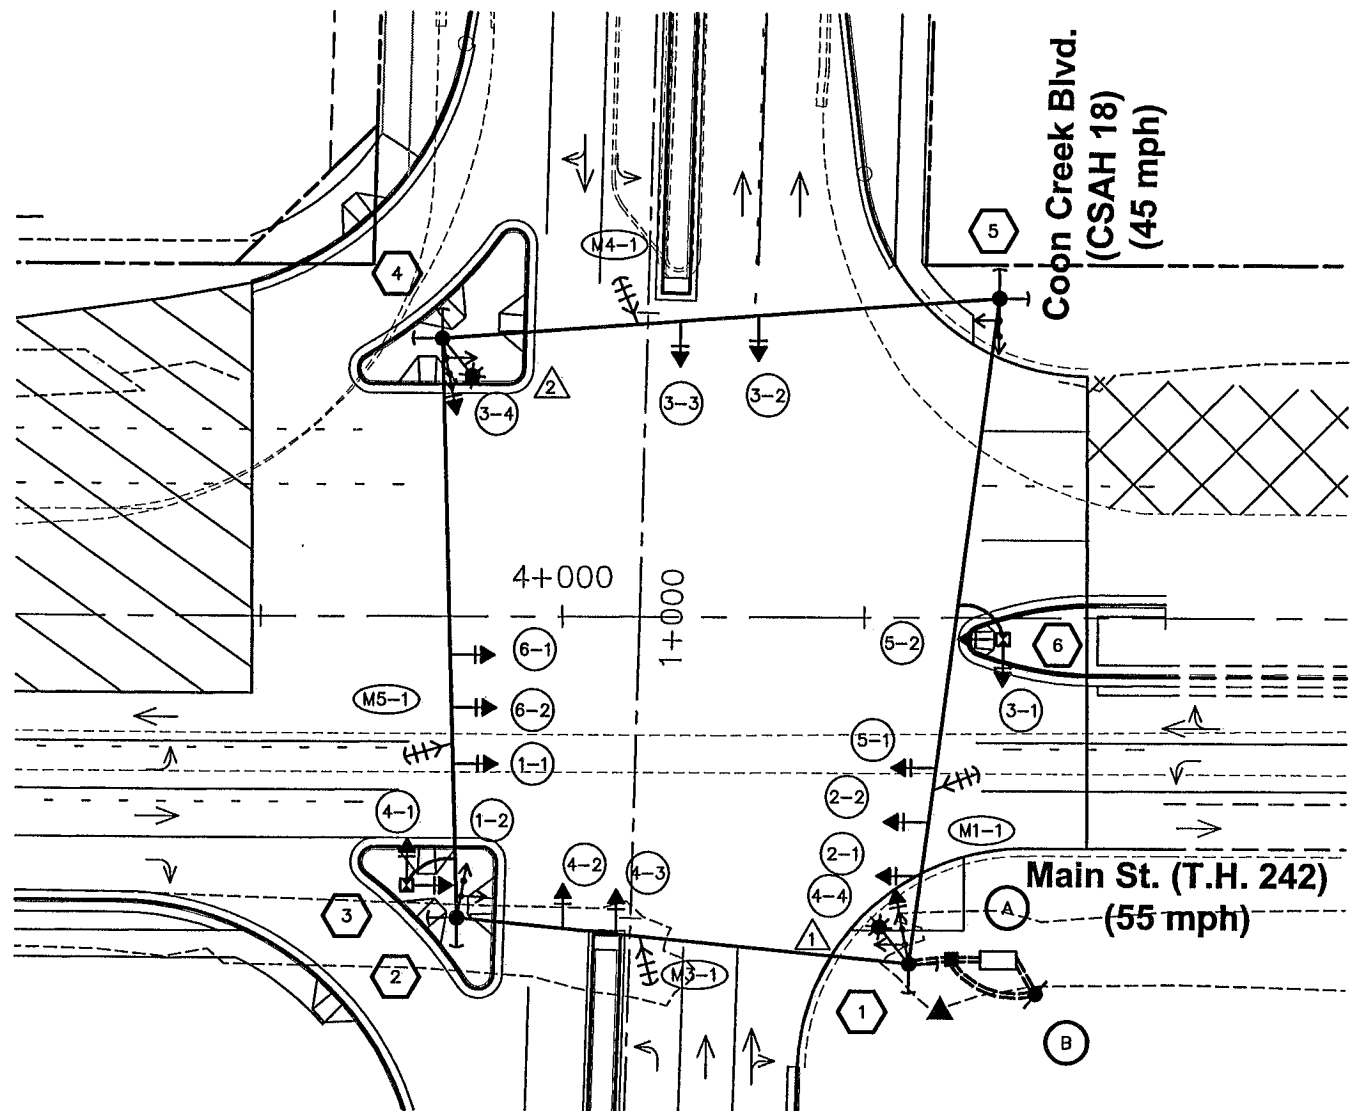 Coon Creek Blvd.
(CSAH 18)
(45 mph)
M4-1
5
4
2
3-4
3-3
3-2
4+000
1+000
6-1
5-2
6
M5-1
6-2
3-1
5-1
1-1
2-2
4-1
1-2
M1-1
2-1
4-2
4-3
Main St. (T.H. 242)
(55 mph)
4-4
A
3
1
2
M3-1
1
B